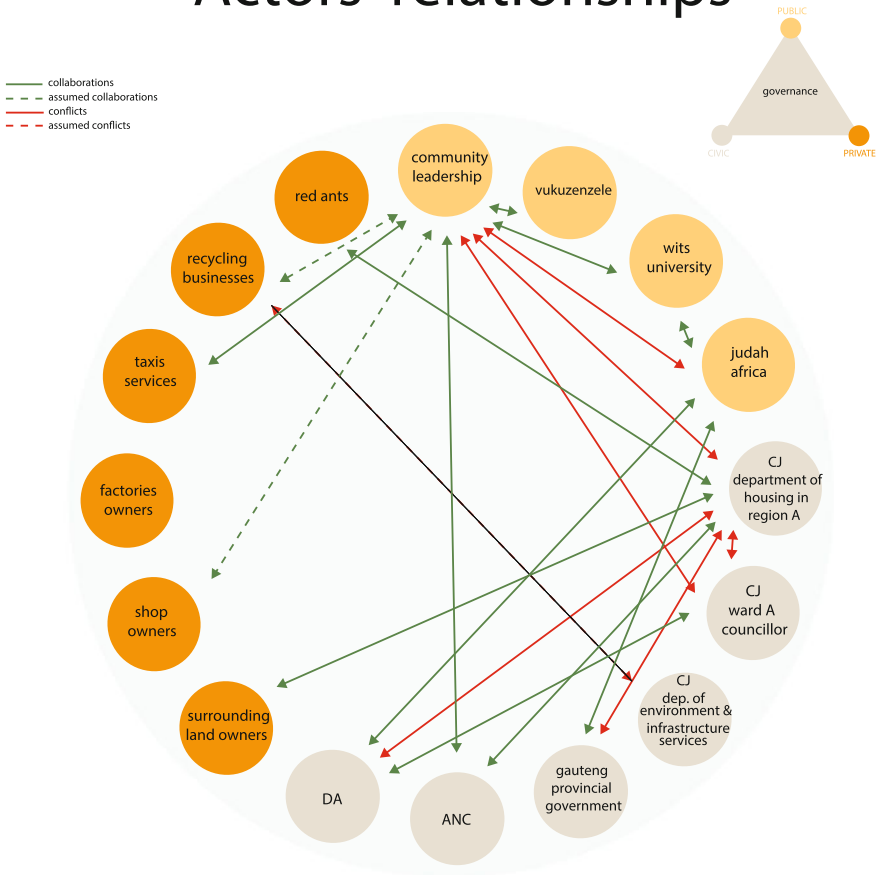 Actors' relationships
PUBLIC
governance
CIVIC
PRIVATE
collaborations
assumed collaborations
conflicts
assumed conflicts
community
leadership
vukuzenzele
wits
university
judah
africa
CJ
department of
housing in
region A
CJ
ward A
councillor
CJ
dep. of
environment &
infrastructure
services
gauteng
provincial
government
ANC
DA
surrounding
land owners
shop
owners
factories
owners
taxis
services
recycling
businesses
red ants